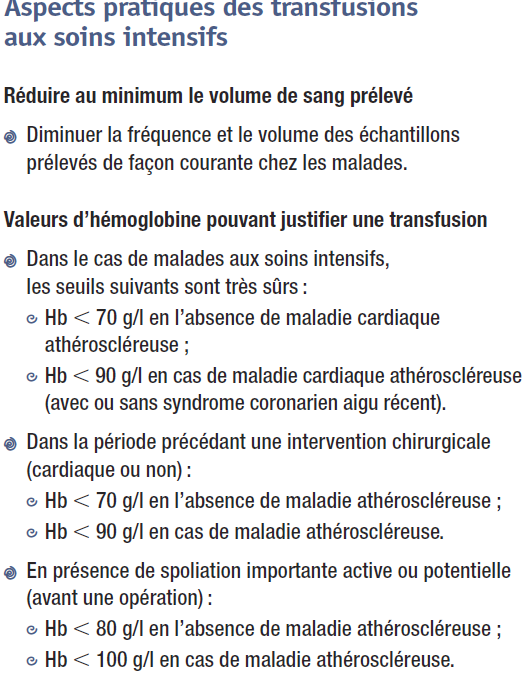 Aspects pratiques des transfusions
aux soins intensifs
Réduire au minimum le volume de sang prélevé
Diminuer la fréquence et le volume des échantillons
prélevés de façon courante chez les malades.
Valeurs d’hémoglobine pouvant justifier une transfusion
Dans le cas de malades aux soins intensifs,
les seuils suivants sont très sûrs :
Hb < 70 g/l en l’absence de maladie cardiaque
athéroscléreuse ;
Hb < 90 g/l en cas de maladie cardiaque athéroscléreuse
(avec ou sans syndrome coronarien aigu récent).
Dans la période précédant une intervention chirurgicale
(cardiaque ou non) :
Hb < 70 g/l en l’absence de maladie athéroscléreuse ;
Hb < 90 g/l en cas de maladie athéroscléreuse.
En présence de spoliation importante active ou potentielle
(avant une opération) :
Hb < 80 g/l en l’absence de maladie athéroscléreuse ;
Hb < 100 g/l en cas de maladie athéroscléreuse.